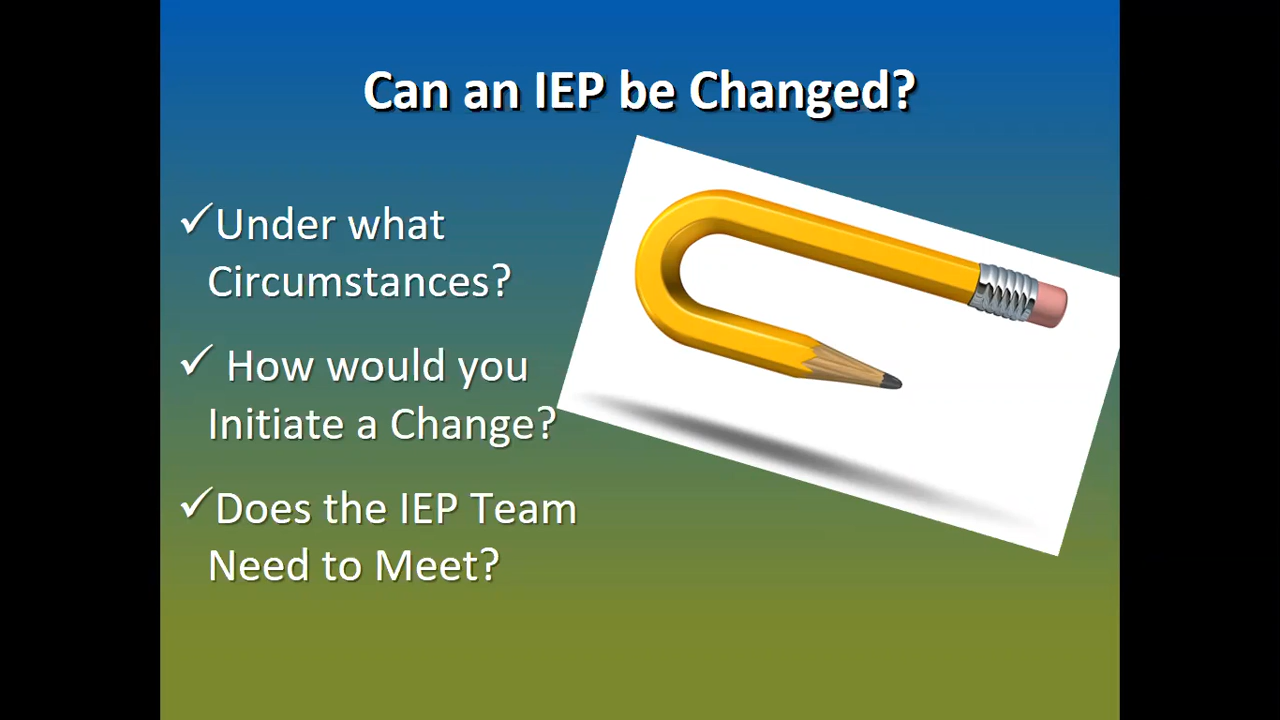 Can an IEP be Changed?
✓Under what
Circumstances?
✓ How would you
Initiate a Change?
✓Does the IEP Team
Need to Meet?